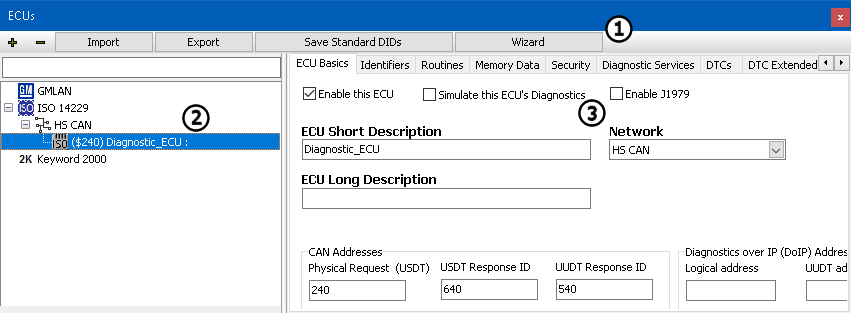 ECUs
Import Export Save Standard DIDs Wizard 1
ECU Basics Identifiers Routines Memory Data Security Diagnostic Services DTCs DTC Extended
GM GMLAN
ISO ISO 14229
HS CAN 2
ISO ($240) Diagnostic_ECU :
2K Keyword 2000
Enable this ECU Simulate this ECU's Diagnostics Enable J1979
3
ECU Short Description Network
Diagnostic_ECU HS CAN
ECU Long Description
CAN Addresses Diagnostics over IP (DoIP) Addres
Physical Request (USDT) USDT Response ID UUDT Response ID Logical address UUDT ad
240 640 540